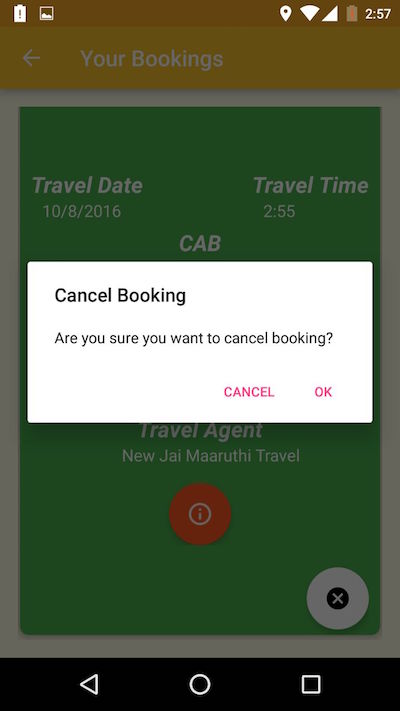 2:57
Your Bookings
Travel Date Travel Time
10/8/2016 2:55
CAB
Cancel Booking
Are you sure you want to cancel booking?
CANCEL OK
Travel Agent
New Jai Maaruthi Travel